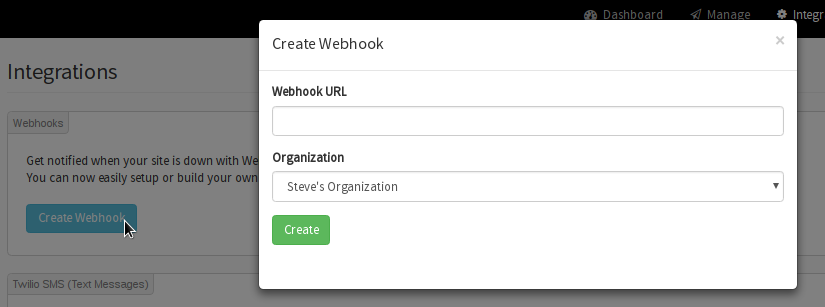 Dashboard Manage Integr
Create Webhook ×
Integrations
Webhook URL
Webhooks
Get notified when your site is down with We
You can now easily setup or build your own
Organization
Steve's Organization
Create Webhook
Create
Twilio SMS (Text Messages)